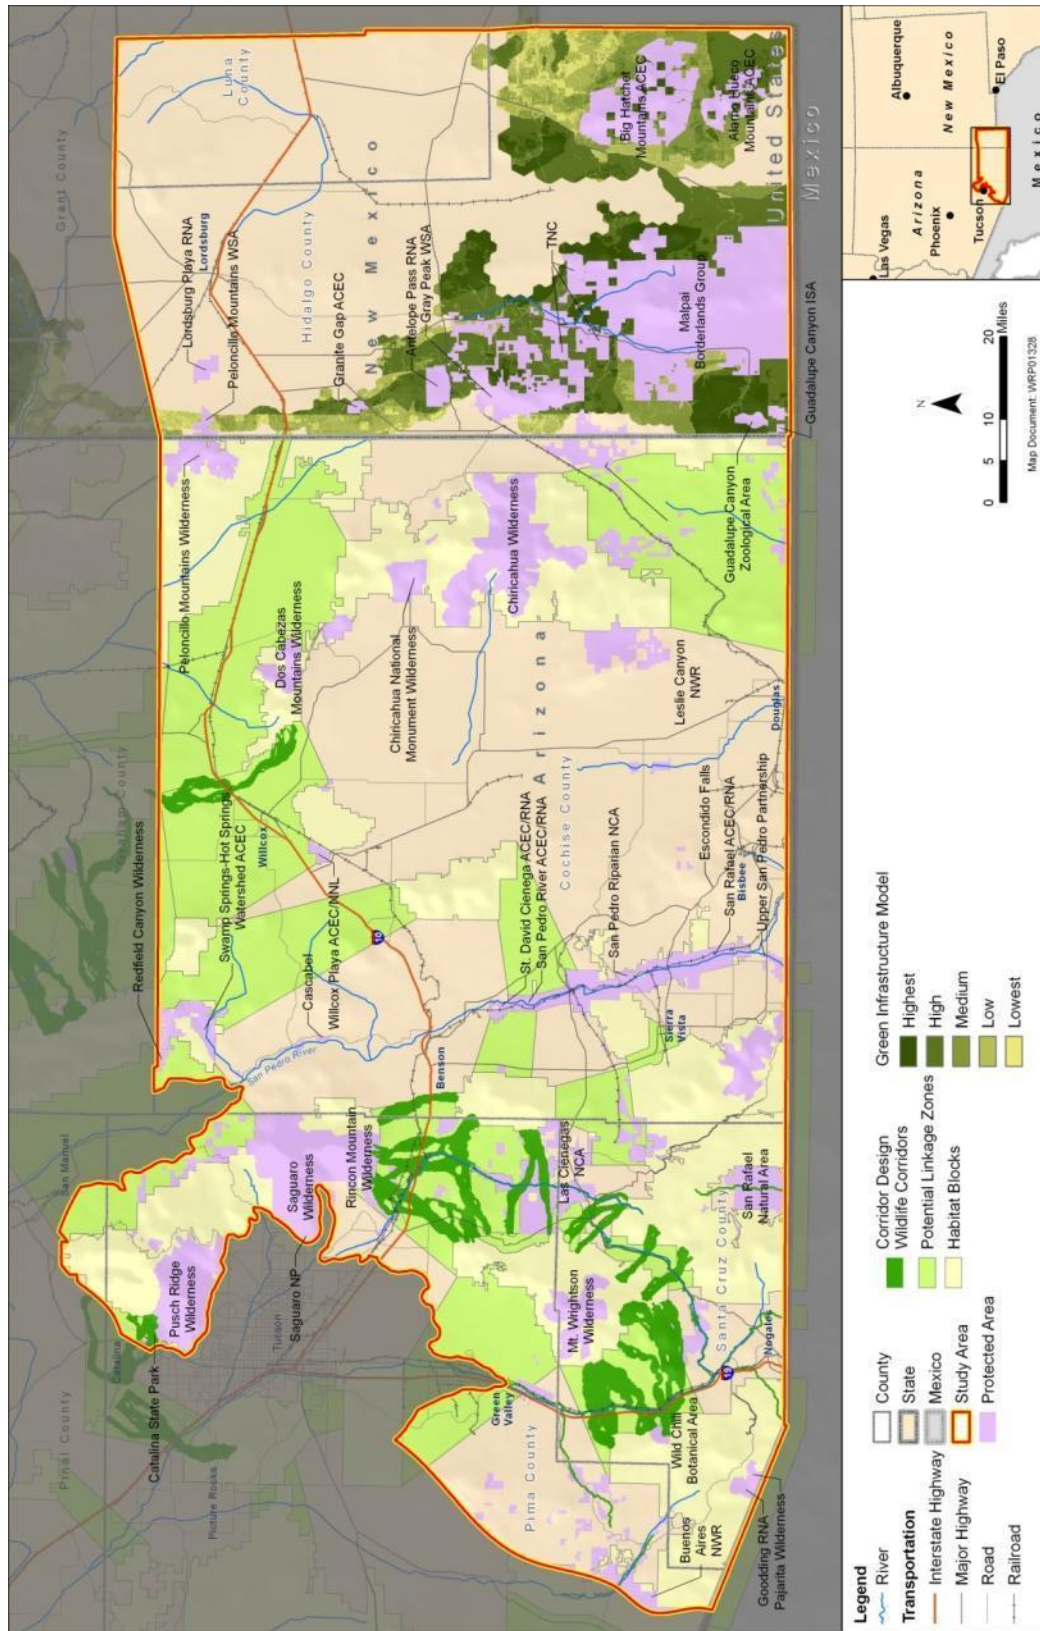 Pinal County
Graham County
Grant County
San Manuel
Catalina
Picture Rocks
Tucson
Catalina State Park
Pusch Ridge
Wilderness
Saguaro NP
Saguaro
Wilderness
Rincon Mountain
Wilderness
Redfield Canyon Wilderness
Swamp Springs-Hot Springs
Watershed ACEC
Willcox
Cascabel
Willcox Playa ACEC/NNL
San Pedro River
Benson
10
Dos Cabezas
Mountains Wilderness
Peloncillo Mountains Wilderness
Lordsburg Playa RNA
Lordsburg
Peloncillo Mountains WSA
Luna
County
Hidalgo County
Granite Gap ACEC
New Mexico
Antelope Pass RNA
Gray Peak WSA
Chiricahua National
Monument Wilderness
Chiricahua Wilderness
Arizona
Cochise County
St. David Cienega ACEC/RNA
San Pedro River ACEC/RNA
San Pedro Riparian NCA
Leslie Canyon
NWR
Escondido Falls
San Rafael ACEC/RNA
Bisbee
Upper San Pedro Partnership
Douglas
Guadalupe Canyon
Zoological Area
Guadalupe Canyon ISA
TNC
Malpai
Borderlands Group
Big Hatchet
Mountains ACEC
Alamo Hueco
Mountains ACEC
United States
Mexico
Pima County
Green
Valley
Mt. Wrightson
Wilderness
Las Cienegas
NCA
Sierra
Vista
San Rafael
Natural Area
Santa Cruz County
Nogales
19
Wild Chili
Botanical Area
Buenos
Aires
NWR
Goodding RNA
Pajarita Wilderness
Legend
River
Transportation
Interstate Highway
Major Highway
Road
Railroad
County
State
Mexico
Study Area
Protected Area
Corridor Design
Wildlife Corridors
Potential Linkage Zones
Habitat Blocks
Green Infrastructure Model
Highest
High
Medium
Low
Lowest
N
0 5 10 20
Miles
Map Document: WRP01328
Las Vegas
Arizona
Phoenix
Tucson
Albuquerque
New Mexico
El Paso
Mexico